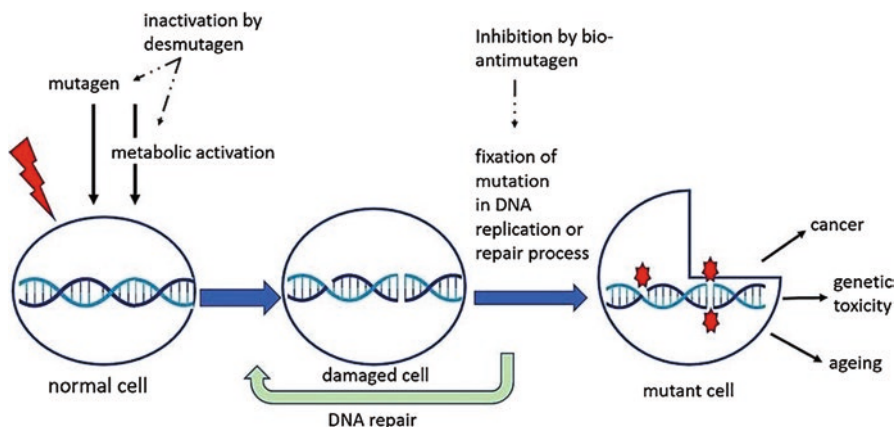 inactivation by
desmutagen
mutagen
metabolic activation
Inhibition by bio-
antimutagen
fixation of
mutation
in DNA
replication or
repair process
cancer
genetic
toxicity
ageing
normal cell
damaged cell
mutant cell
DNA repair